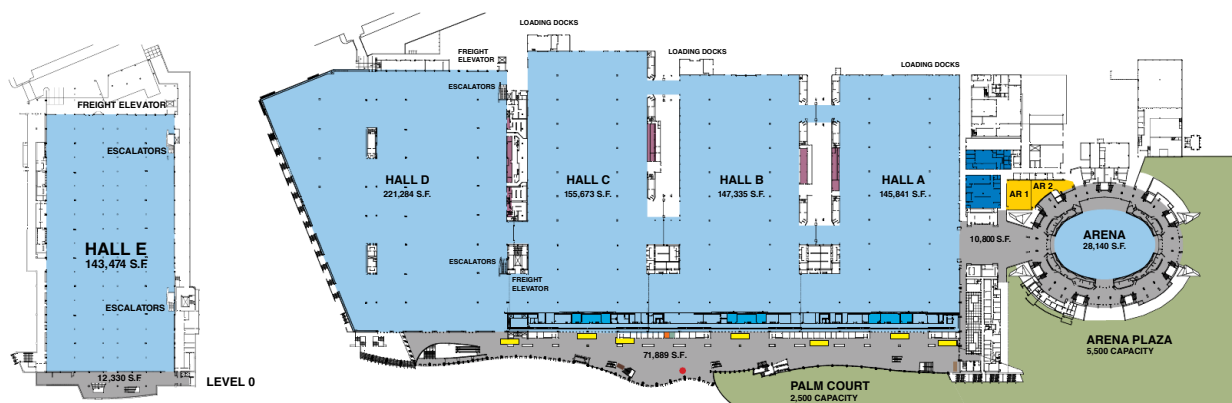 FREIGHT ELEVATOR
ESCALATORS
HALL E
143,474 S.F.
ESCALATORS
12,330 S.F
LEVEL 0
LOADING DOCKS
FREIGHT
ELEVATOR
ESCALATORS
LOADING DOCKS
LOADING DOCKS
HALL D
221,284 S.F.
HALL C
155,673 S.F.
HALL B
147,335 S.F.
HALL A
145,841 S.F.
AR 1
AR 2
10,800 S.F.
ARENA
28,140 S.F.
ESCALATORS
FREIGHT
ELEVATOR
71,889 S.F.
ARENA PLAZA
5,500 CAPACITY
PALM COURT
2,500 CAPACITY